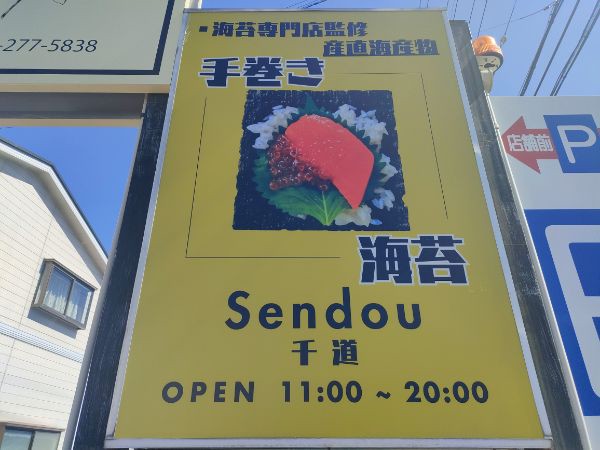 -277-5838
・海苔専門店監修
産直海産物
手巻き
海苔
Sendou
千道
OPEN 11:00 ~ 20:00
店舗前
P